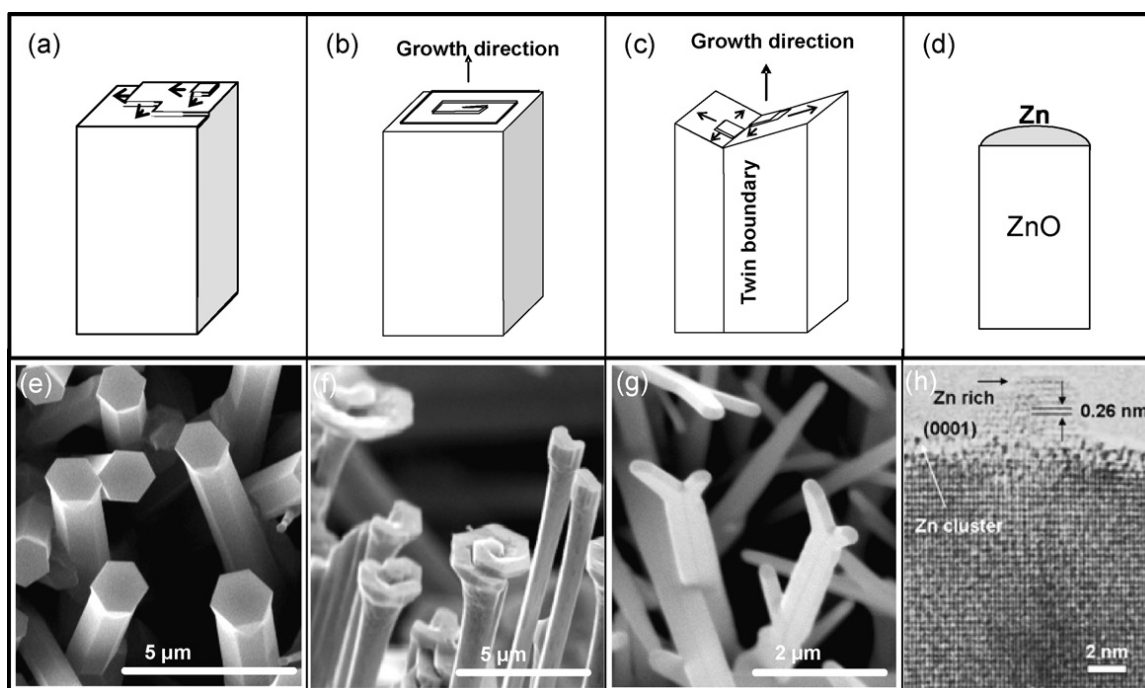 (a)
(b)
Growth direction
(c)
Growth direction
Twin boundary
(d)
Zn
ZnO
(e)
5 μm
(f)
5 μm
(g)
2 μm
(h)
Zn rich
0.26 nm
(0001)
Zn cluster
2 nm